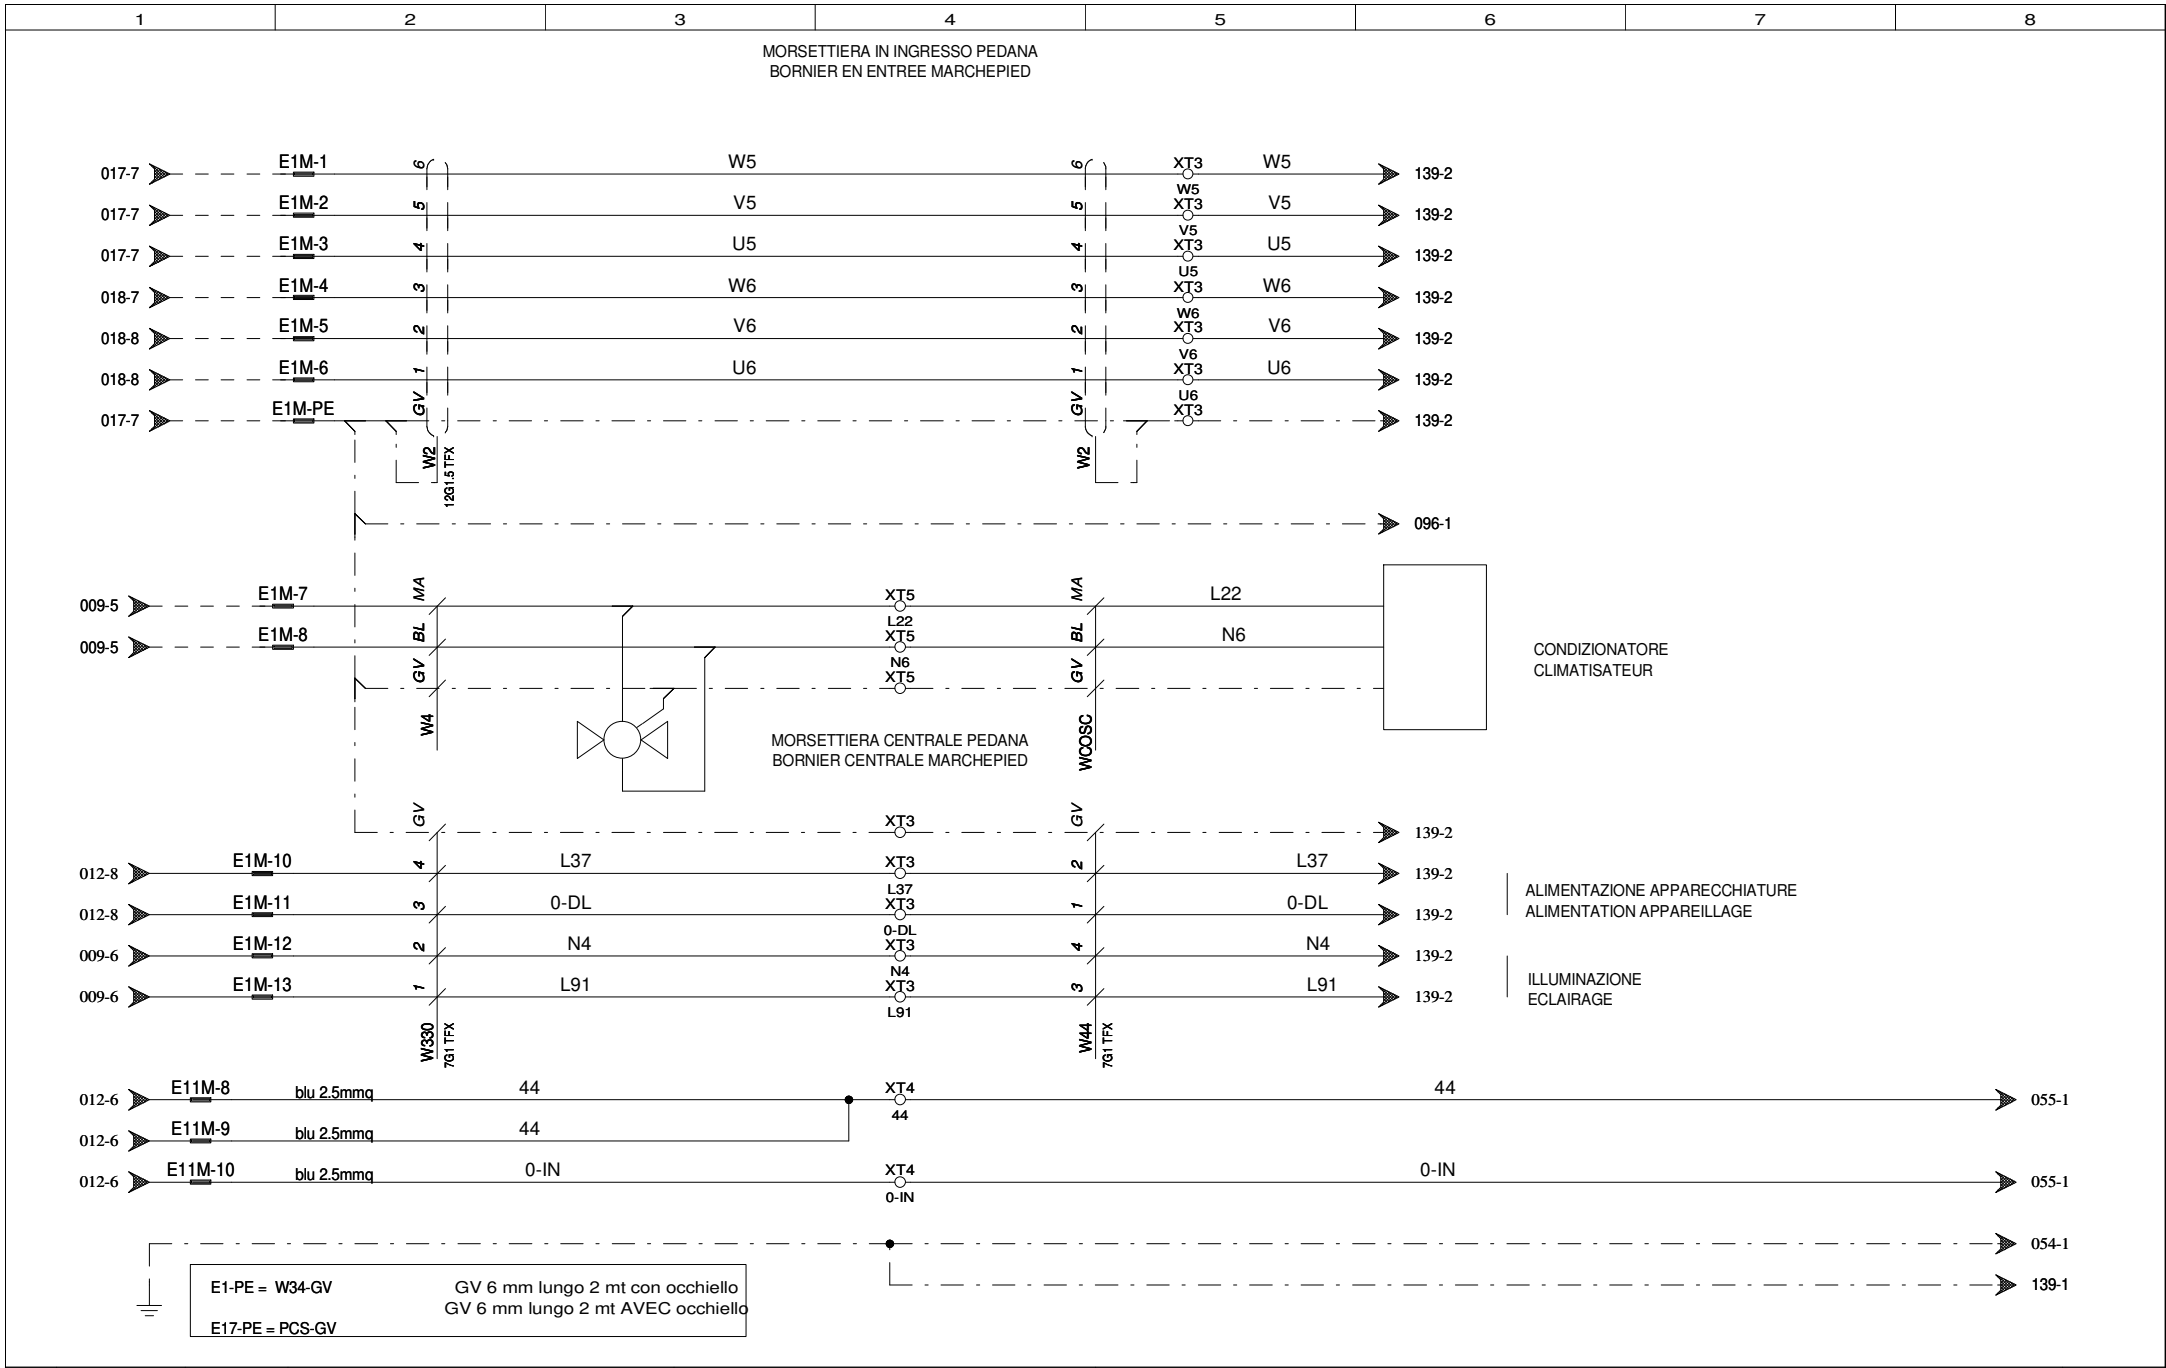 1 2 3 4 5 6 7 8
MORSETTIERA IN INGRESSO PEDANA
BORNIER EN ENTREE MARCHEPIED
017-7 E1M-1 6 W5 6 XT3 W5 139-2
W5
017-7 E1M-2 5 V5 5 XT3 V5 139-2
V5
017-7 E1M-3 4 U5 4 XT3 U5 139-2
U5
018-7 E1M-4 3 W6 3 XT3 W6 139-2
W6
018-8 E1M-5 2 V6 2 XT3 V6 139-2
V6
018-8 E1M-6 1 U6 1 XT3 U6 139-2
U6
017-7 E1M-PE GV GV XT3 139-2
W2 12G1.5 TFX W2
096-1
009-5 E1M-7 MA XT5 MA L22
L22
009-5 E1M-8 BL XT5 BL N6
N6
GV XT5 GV
CONDIZIONATORE
CLIMATISATEUR
W4 WCOSC
MORSETTIERA CENTRALE PEDANA
BORNIER CENTRALE MARCHEPIED
GV XT3 GV 139-2
012-8 E1M-10 4 L37 XT3 2 L37 139-2
L37
012-8 E1M-11 3 0-DL XT3 1 0-DL 139-2
0-DL
ALIMENTAZIONE APPARECCHIATURE
ALIMENTATION APPAREILLAGE
009-6 E1M-12 2 N4 XT3 4 N4 139-2
N4
009-6 E1M-13 1 L91 XT3 3 L91 139-2
L91
ILLUMINAZIONE
ECLAIRAGE
W330 7G1 TFX W44 7G1 TFX
012-6 E11M-8 blu 2.5mmq 44 XT4 44 055-1
44
012-6 E11M-9 blu 2.5mmq 44
012-6 E11M-10 blu 2.5mmq 0-IN XT4 0-IN 055-1
0-IN
054-1
139-1
E1-PE = W34-GV GV 6 mm lungo 2 mt con occhiello
GV 6 mm lungo 2 mt AVEC occhiello
E17-PE = PCS-GV